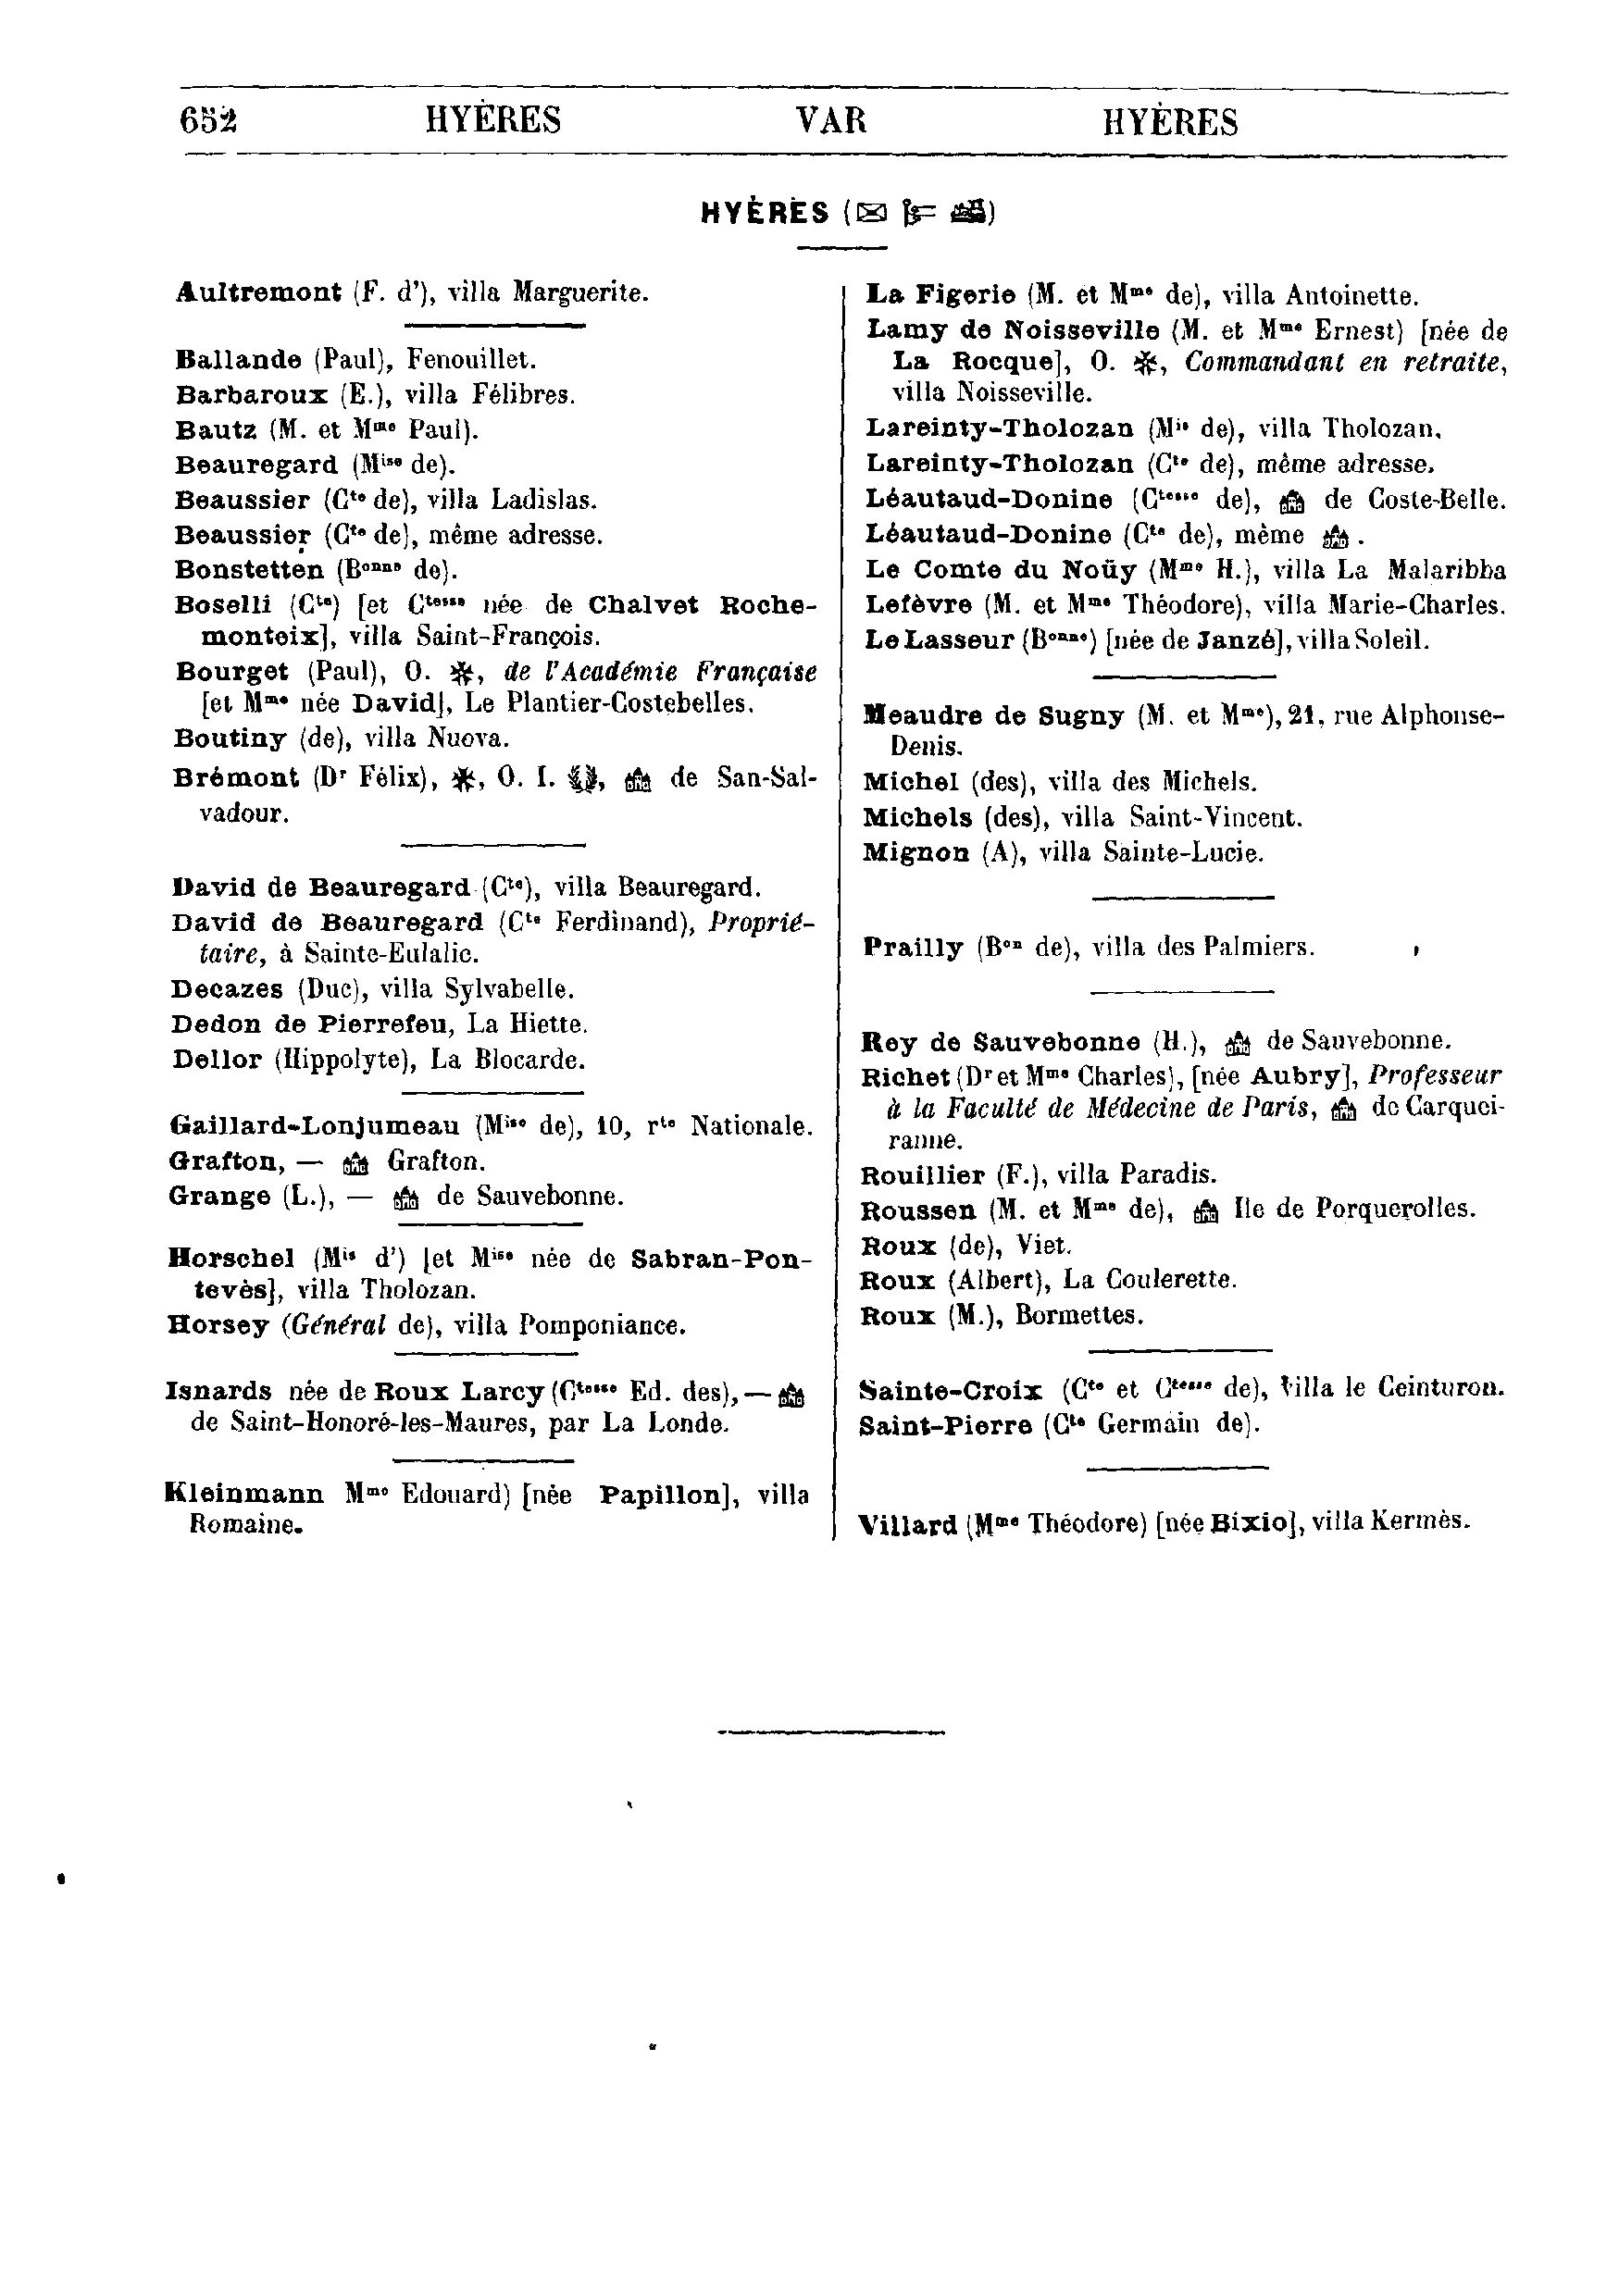 652 HYÈRES VAR HYÈRES
HYÈRES (✉ )
Aultremont (F. d'), villa Marguerite.
Ballande (Paul), Fenouillet.
Barbaroux (E.), villa Félibres.
Bautz (M. et Mme Paul).
Beauregard (Mise de).
Beaussier (Cte de), villa Ladislas.
Beaussier (Cte de), même adresse.
Bonstetten (Bonne de).
Boselli (Cte) [et Ctesse née de Chalvet Roche-
monteix], villa Saint-François.
Bourget (Paul), O. ✻, de l'Académie Française
[et Mme née David], Le Plantier-Costebelles.
Boutiny (de), villa Nuova.
Brémont (Dr Félix), ✻, O. I. , de San-Sal-
vadour.
David de Beauregard (Cte), villa Beauregard.
David de Beauregard (Cte Ferdinand), Proprié-
taire, à Sainte-Eulalie.
Decazes (Duc), villa Sylvabelle.
Dedon de Pierrefeu, La Hiette.
Dellor (Hippolyte), La Blocarde.
Gaillard-Lonjumeau (Mise de), 10, rte Nationale.
Grafton, — Grafton.
Grange (L.), — de Sauvebonne.
Horschel (Mis d') [et Mise née de Sabran-Pon-
tevès], villa Tholozan.
Horsey (Général de), villa Pomponiance.
Isnards née de Roux Larcy (Ctesse Ed. des), —
de Saint-Honoré-les-Maures, par La Londe.
Kleinmann Mme Edouard) [née Papillon], villa
Romaine.
La Figerie (M. et Mme de), villa Antoinette.
Lamy de Noisseville (M. et Mme Ernest) [née de
La Rocque], O. ✻, Commandant en retraite,
villa Noisseville.
Lareinty-Tholozan (Mis de), villa Tholozan.
Lareinty-Tholozan (Cte de), même adresse.
Léautaud-Donine (Ctesse de), de Coste-Belle.
Léautaud-Donine (Cte de), même .
Le Comte du Noüy (Mme H.), villa La Malaribba
Lefèvre (M. et Mme Théodore), villa Marie-Charles.
Le Lasseur (Bonne) [née de Janzé], villa Soleil.
Meaudre de Sugny (M. et Mme), 21, rue Alphonse-
Denis.
Michel (des), villa des Michels.
Michels (des), villa Saint-Vincent.
Mignon (A), villa Sainte-Lucie.
Prailly (Bon de), villa des Palmiers.
Rey de Sauvebonne (H.), de Sauvebonne.
Richet (Dr et Mme Charles), [née Aubry], Professeur
à la Faculté de Médecine de Paris, de Carquei-
ranne.
Rouillier (F.), villa Paradis.
Roussen (M. et Mme de), Ile de Porquerolles.
Roux (de), Viet.
Roux (Albert), La Coulerette.
Roux (M.), Bormettes.
Sainte-Croix (Cte et Ctesse de), Villa le Ceinturon.
Saint-Pierre (Cte Germain de).
Villard (Mme Théodore) [née Bixio], villa Kermès.